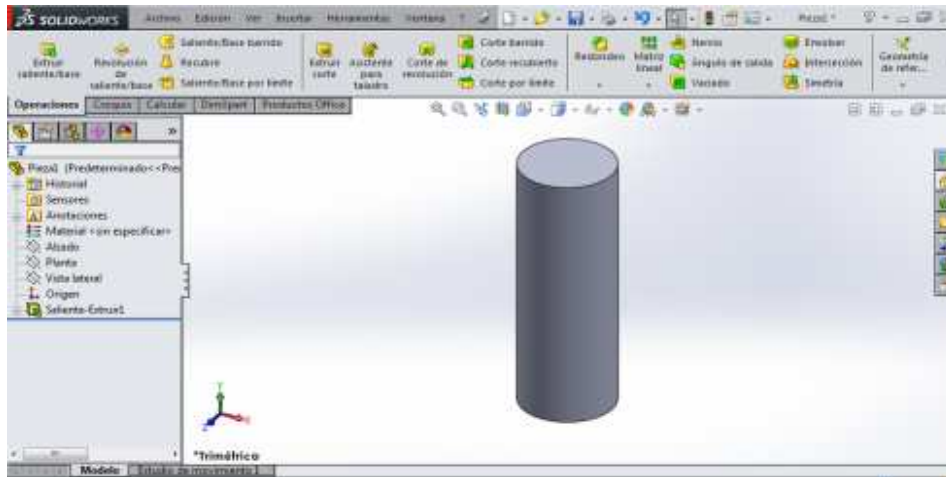 SOLIDWORKS Archivo Edición Ver Insertar Herramientas Ventana ? Pieza1
Extruir saliente/base
Revolución de saliente/base
Saliente/Base barrido
Recubrir
Saliente/Base por límite
Extruir corte
Asistente para taladro
Corte de revolución
Corte barrido
Corte recubierto
Corte por límite
Redondeo
Matriz lineal
Nervio
Ángulo de salida
Vaciado
Envolver
Intersección
Simetría
Geometría de refer...
Operaciones Croquis Calcular DimXpert Productos Office
Pieza1 (Predeterminado<<Pre
Historial
Sensores
Anotaciones
Material <sin especificar>
Alzado
Planta
Vista lateral
Origen
Saliente-Extruir1
*Trimétrica
Modelo Estudio de movimiento 1